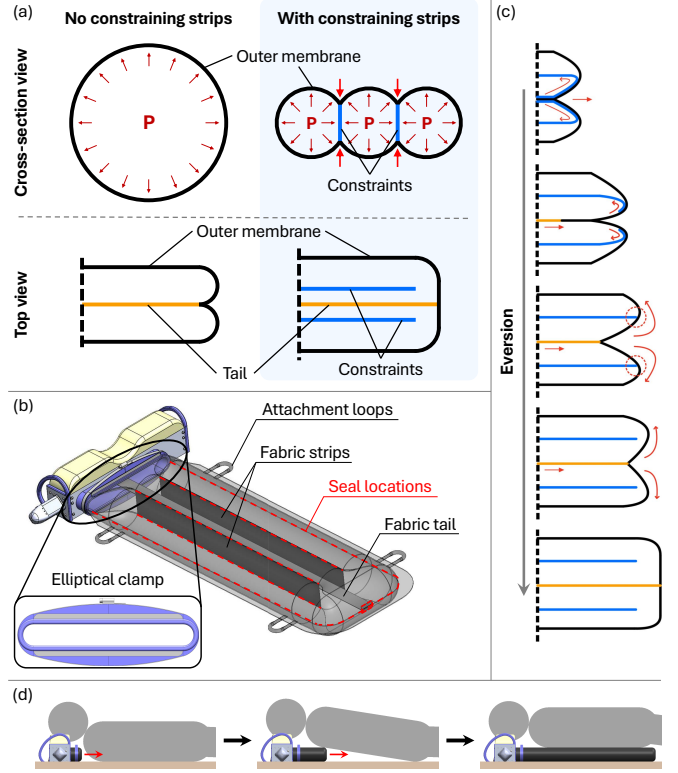 (a)
No constraining strips
With constraining strips
Cross-section view
Outer membrane
P
P
P
P
Constraints
Top view
Outer membrane
Tail
Constraints
(b)
Attachment loops
Fabric strips
Seal locations
Fabric tail
Elliptical clamp
(c)
Eversion
(d)